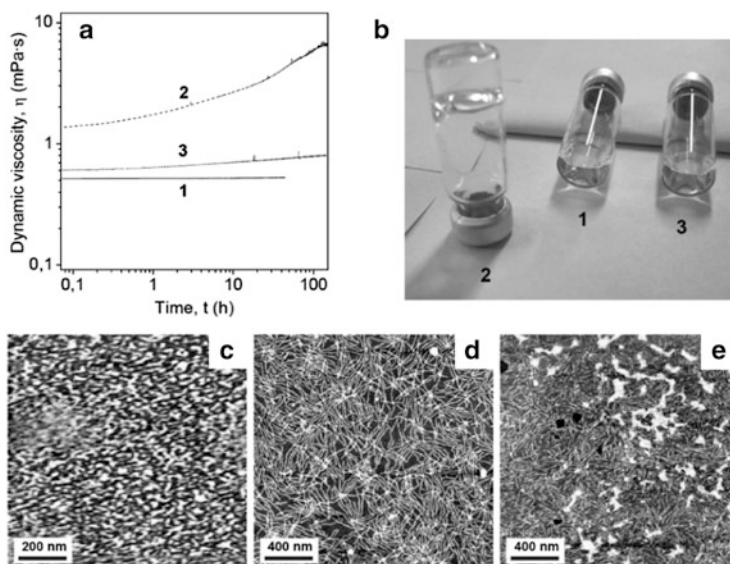 a
10
1
0,1
Dynamic viscosity, η (mPa·s)
2
3
1
0,1 1 10 100
Time, t (h)
b
2
1
3
c
200 nm
d
400 nm
e
400 nm